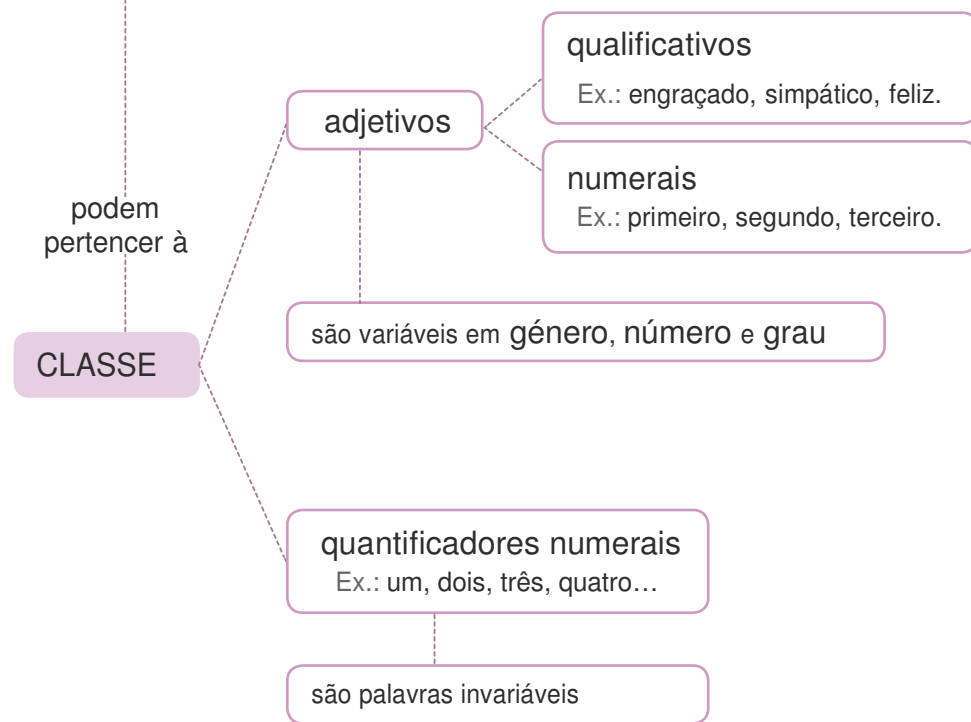 qualificativos
Ex.: engraçado, simpático, feliz.
adjetivos
numerais
Ex.: primeiro, segundo, terceiro.
podem
pertencer à
são variáveis em género, número e grau
CLASSE
quantificadores numerais
Ex.: um, dois, três, quatro…
são palavras invariáveis